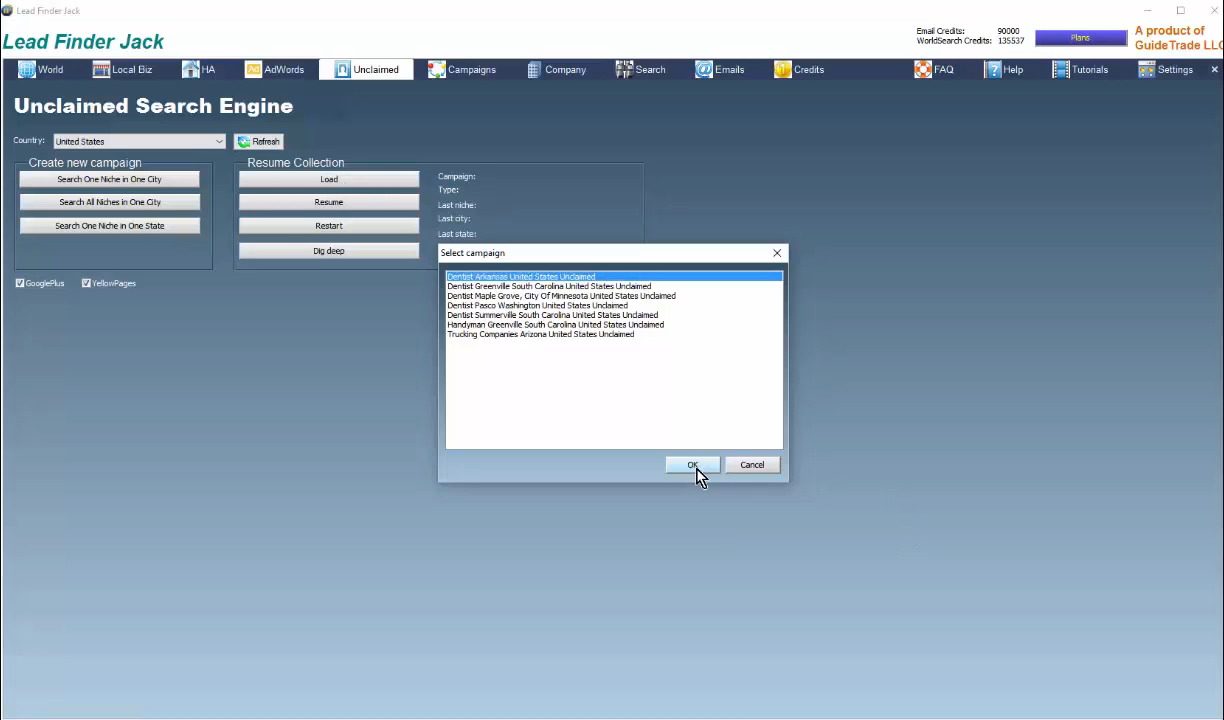 Lead Finder Jack
Lead Finder Jack
Email Credits: 90000
WorldSearch Credits: 135537
Plans
A product of
GuideTrade LLC
World Local Biz HA AdWords Unclaimed Campaigns Company Search Emails Credits FAQ Help Tutorials Settings
Unclaimed Search Engine
Country: United States Refresh
Create new campaign
Search One Niche in One City
Search All Niches in One City
Search One Niche in One State
GooglePlus YellowPages
Resume Collection
Load
Resume
Restart
Dig deep
Campaign:
Type:
Last niche:
Last city:
Last state:
Select campaign
Dentist Arkansas United States Unclaimed
Dentist Greenville South Carolina United States Unclaimed
Dentist Maple Grove, City Of Minnesota United States Unclaimed
Dentist Pasco Washington United States Unclaimed
Dentist Summerville South Carolina United States Unclaimed
Handyman Greenville South Carolina United States Unclaimed
Trucking Companies Arizona United States Unclaimed
OK Cancel